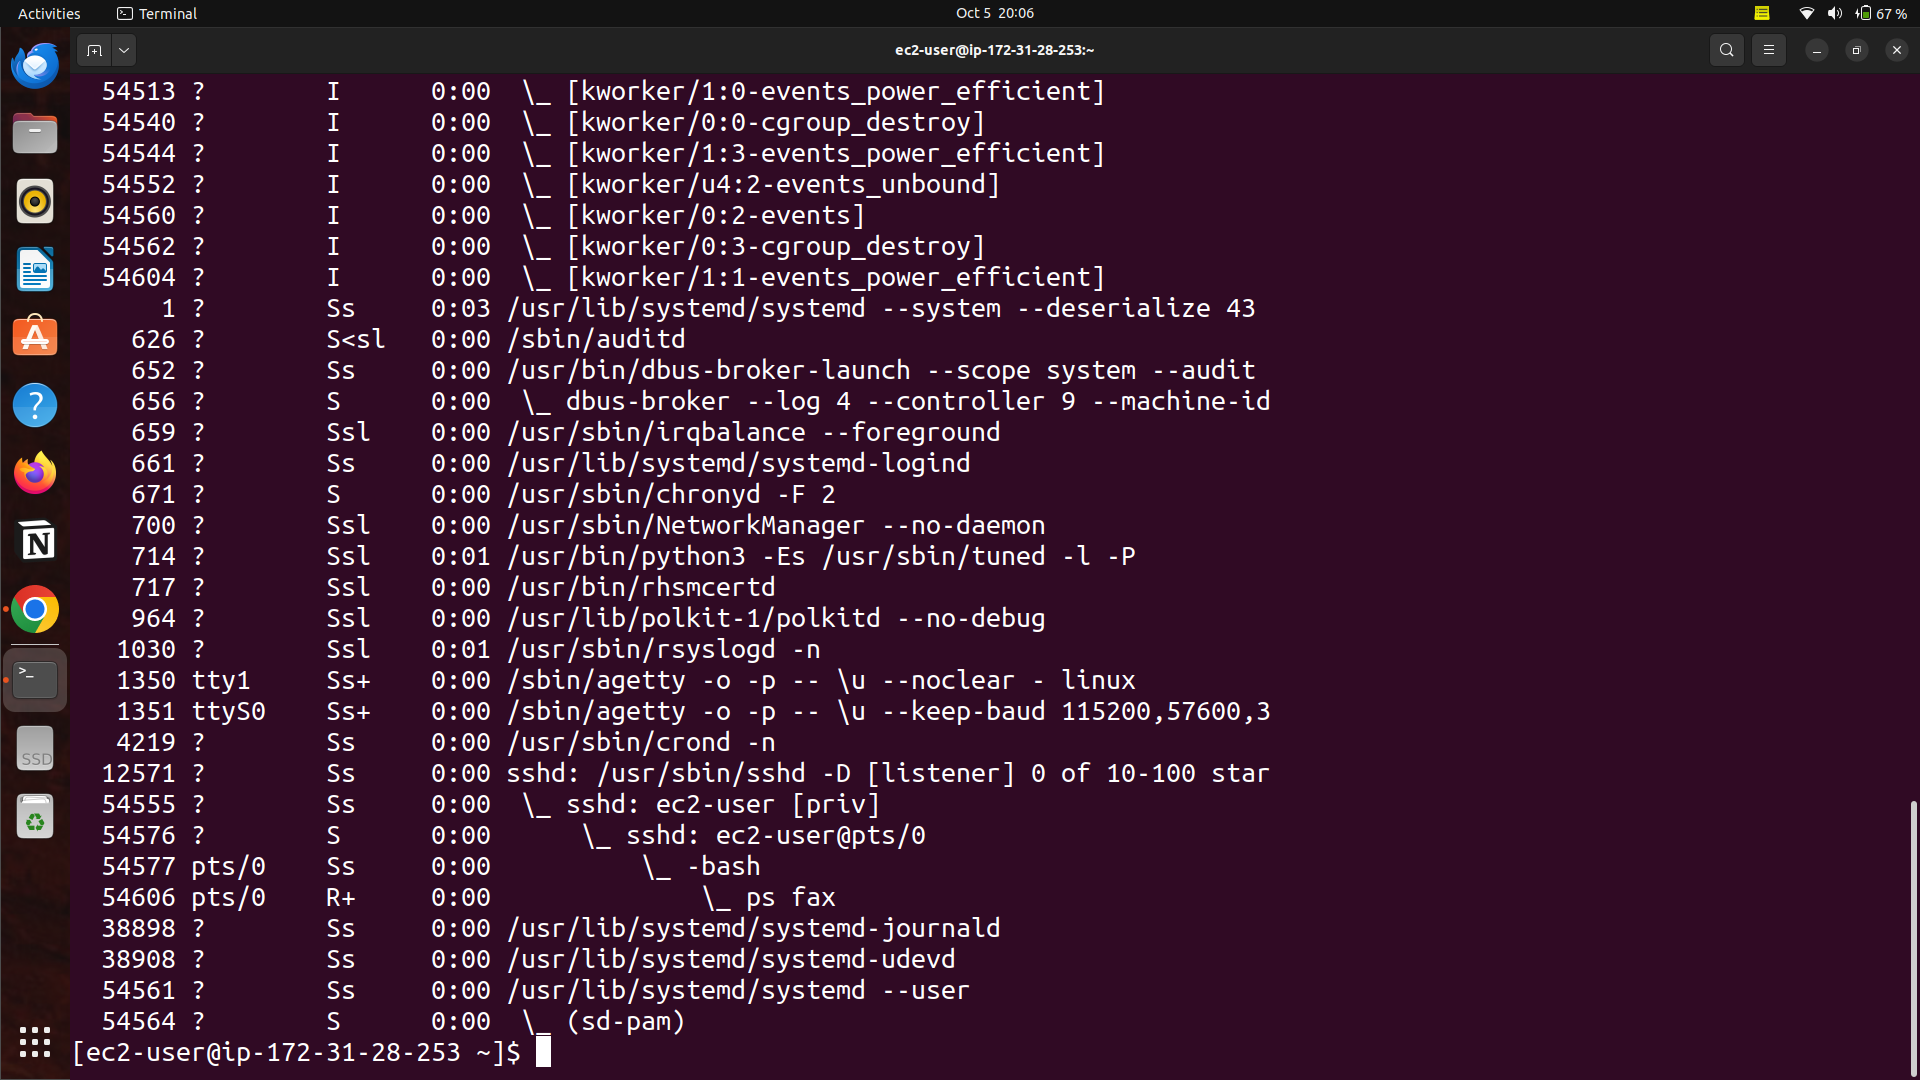 Activities
Terminal
Oct 5 20:06
67 %
ec2-user@ip-172-31-28-253:~
54513 ? I 0:00 \_ [kworker/1:0-events_power_efficient]
54540 ? I 0:00 \_ [kworker/0:0-cgroup_destroy]
54544 ? I 0:00 \_ [kworker/1:3-events_power_efficient]
54552 ? I 0:00 \_ [kworker/u4:2-events_unbound]
54560 ? I 0:00 \_ [kworker/0:2-events]
54562 ? I 0:00 \_ [kworker/0:3-cgroup_destroy]
54604 ? I 0:00 \_ [kworker/1:1-events_power_efficient]
1 ? Ss 0:03 /usr/lib/systemd/systemd --system --deserialize 43
626 ? S<sl 0:00 /sbin/auditd
652 ? Ss 0:00 /usr/bin/dbus-broker-launch --scope system --audit
656 ? S 0:00 \_ dbus-broker --log 4 --controller 9 --machine-id
659 ? Ssl 0:00 /usr/sbin/irqbalance --foreground
661 ? Ss 0:00 /usr/lib/systemd/systemd-logind
671 ? S 0:00 /usr/sbin/chronyd -F 2
700 ? Ssl 0:00 /usr/sbin/NetworkManager --no-daemon
714 ? Ssl 0:01 /usr/bin/python3 -Es /usr/sbin/tuned -l -P
717 ? Ssl 0:00 /usr/bin/rhsmcertd
964 ? Ssl 0:00 /usr/lib/polkit-1/polkitd --no-debug
1030 ? Ssl 0:01 /usr/sbin/rsyslogd -n
1350 tty1 Ss+ 0:00 /sbin/agetty -o -p -- \u --noclear - linux
1351 ttyS0 Ss+ 0:00 /sbin/agetty -o -p -- \u --keep-baud 115200,57600,3
4219 ? Ss 0:00 /usr/sbin/crond -n
12571 ? Ss 0:00 sshd: /usr/sbin/sshd -D [listener] 0 of 10-100 star
54555 ? Ss 0:00 \_ sshd: ec2-user [priv]
54576 ? S 0:00 \_ sshd: ec2-user@pts/0
54577 pts/0 Ss 0:00 \_ -bash
54606 pts/0 R+ 0:00 \_ ps fax
38898 ? Ss 0:00 /usr/lib/systemd/systemd-journald
38908 ? Ss 0:00 /usr/lib/systemd/systemd-udevd
54561 ? Ss 0:00 /usr/lib/systemd/systemd --user
54564 ? S 0:00 \_ (sd-pam)
[ec2-user@ip-172-31-28-253 ~]$
SSD